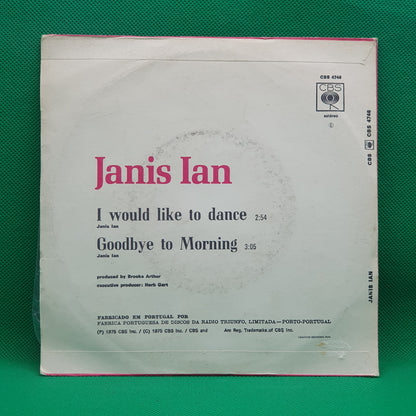 CBS 4748
CBS
estéreo
Janis Ian
I would like to dance 2:54
Janis Ian
Goodbye to Morning 3:05
Janis Ian
produced by Brooks Arthur
executive producer: Herb Gart
FABRICADO EM PORTUGAL POR
FABRICA PORTUGUESA DE DISCOS DA RADIO TRIUNFO, LIMITADA — PORTO-PORTUGAL
(P) 1975 CBS Inc. / (C) 1975 CBS Inc. / CBS and Are Reg. Trademarks of CBS Inc.
JANIS IAN
CBS
CBS 4748